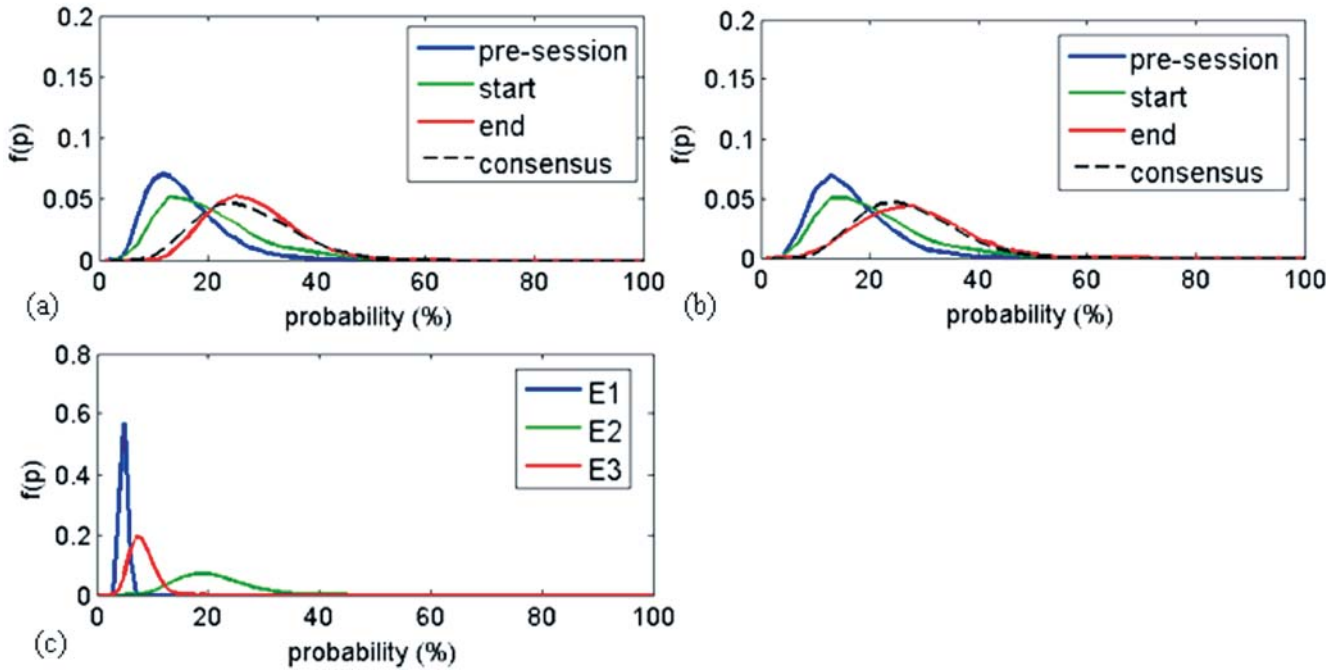 0.2
0.15
0.1
0.05
0
f(p)
pre-session
start
end
consensus
0 20 40 60 80 100
probability (%)
(a)
0.2
0.15
0.1
0.05
0
f(p)
pre-session
start
end
consensus
0 20 40 60 80 100
probability (%)
(b)
0.8
0.6
0.4
0.2
0
f(p)
E1
E2
E3
0 20 40 60 80 100
probability (%)
(c)